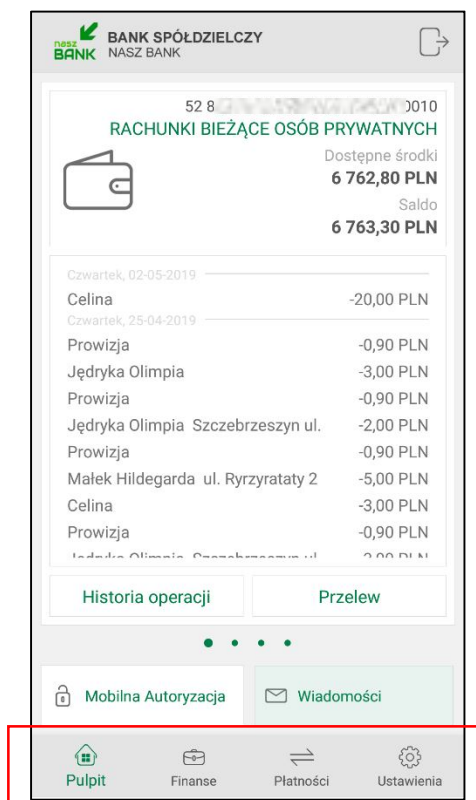 nasz BANK
BANK SPÓŁDZIELCZY
NASZ BANK
52 8 0010
RACHUNKI BIEŻĄCE OSÓB PRYWATNYCH
Dostępne środki
6 762,80 PLN
Saldo
6 763,30 PLN
Czwartek, 02-05-2019
Celina -20,00 PLN
Czwartek, 25-04-2019
Prowizja -0,90 PLN
Jędryka Olimpia -3,00 PLN
Prowizja -0,90 PLN
Jędryka Olimpia Szczebrzeszyn ul. -2,00 PLN
Prowizja -0,90 PLN
Małek Hildegarda ul. Ryrzyrataty 2 -5,00 PLN
Celina -3,00 PLN
Prowizja -0,90 PLN
Historia operacji Przelew
Mobilna Autoryzacja Wiadomości
Pulpit Finanse Płatności Ustawienia